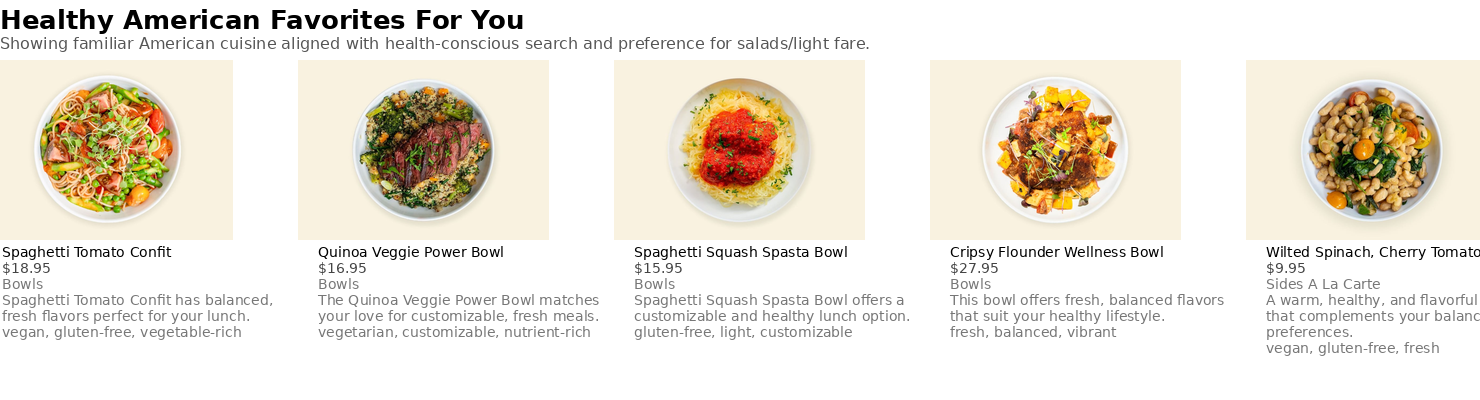 Healthy American Favorites For You
Showing familiar American cuisine aligned with health-conscious search and preference for salads/light fare.
Spaghetti Tomato Confit
$18.95
Bowls
Spaghetti Tomato Confit has balanced,
fresh flavors perfect for your lunch.
vegan, gluten-free, vegetable-rich
Quinoa Veggie Power Bowl
$16.95
Bowls
The Quinoa Veggie Power Bowl matches
your love for customizable, fresh meals.
vegetarian, customizable, nutrient-rich
Spaghetti Squash Spasta Bowl
$15.95
Bowls
Spaghetti Squash Spasta Bowl offers a
customizable and healthy lunch option.
gluten-free, light, customizable
Cripsy Flounder Wellness Bowl
$27.95
Bowls
This bowl offers fresh, balanced flavors
that suit your healthy lifestyle.
fresh, balanced, vibrant
Wilted Spinach, Cherry Tomato
$9.95
Sides A La Carte
A warm, healthy, and flavorful
that complements your balanc
preferences.
vegan, gluten-free, fresh